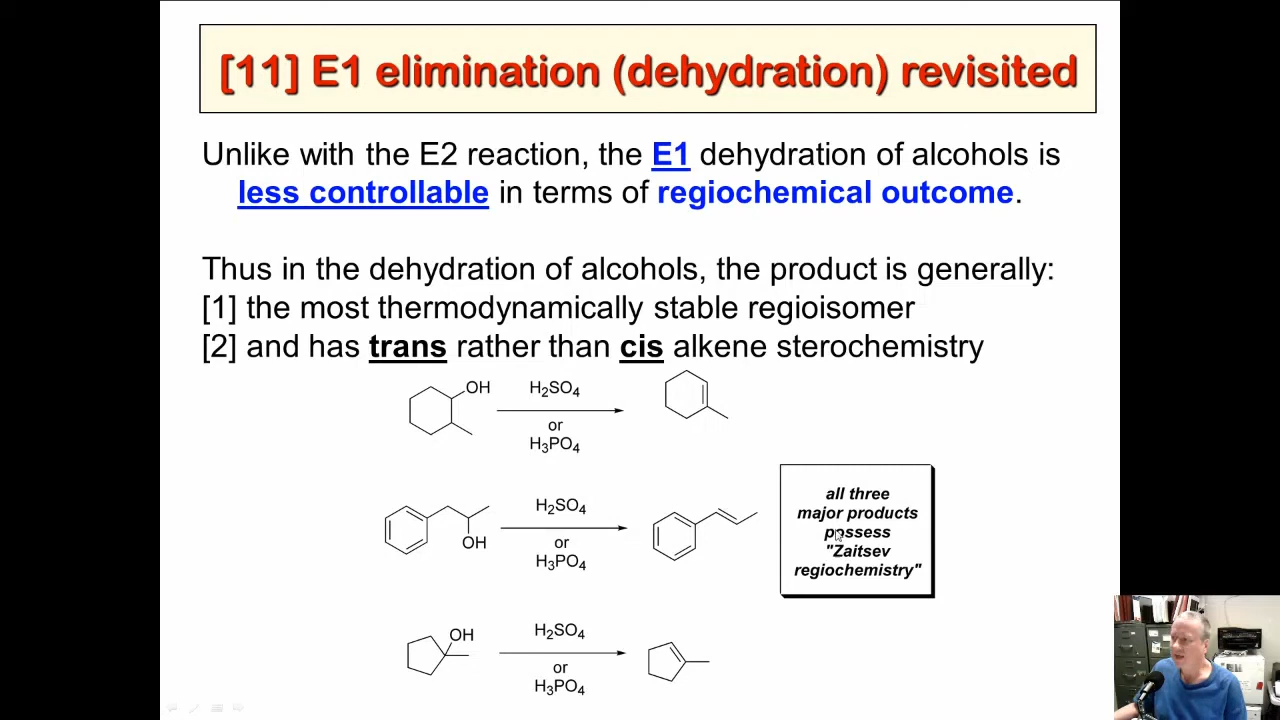 [11] E1 elimination (dehydration) revisited
Unlike with the E2 reaction, the E1 dehydration of alcohols is
less controllable in terms of regiochemical outcome.
Thus in the dehydration of alcohols, the product is generally:
[1] the most thermodynamically stable regioisomer
[2] and has trans rather than cis alkene sterochemistry
OH
H2SO4
or
H3PO4
OH
H2SO4
or
H3PO4
all three
major products
possess
"Zaitsev
regiochemistry"
OH
H2SO4
or
H3PO4